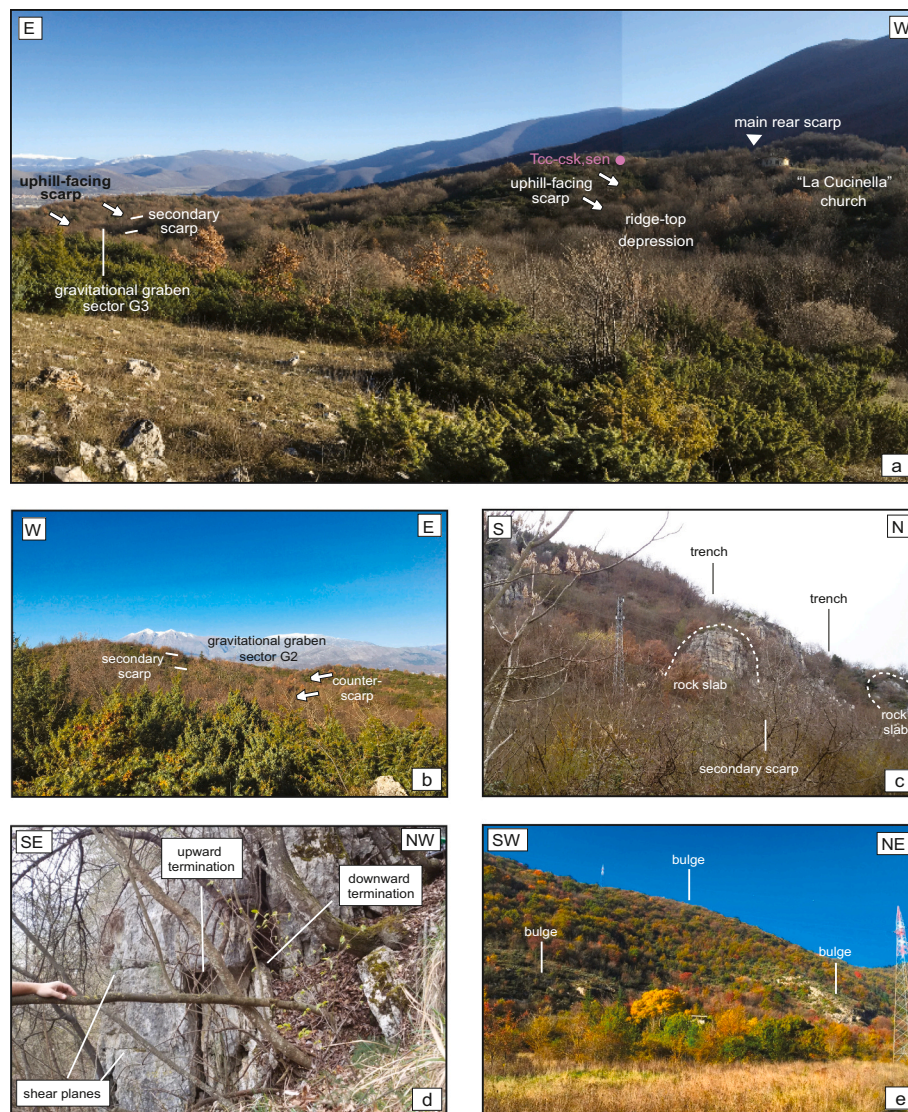 E
W
main rear scarp
Toc-csk,sen
uphill-facing
scarp
"La Cucinella"
church
uphill-facing
scarp
secondary
scarp
ridge-top
depression
gravitational graben
sector G3
a
W
E
gravitational graben
sector G2
secondary
scarp
counter-
scarp
b
S
N
trench
trench
rock slab
rock
slab
secondary scarp
c
SE
NW
upward
termination
downward
termination
shear planes
d
SW
NE
bulge
bulge
bulge
e